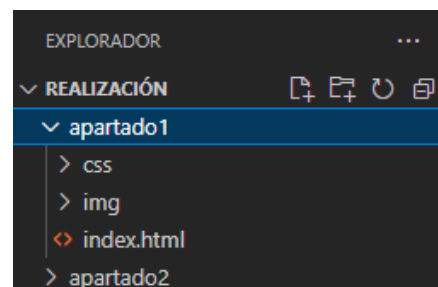 EXPLORADOR
REALIZACIÓN
apartado1
css
img
index.html
apartado2